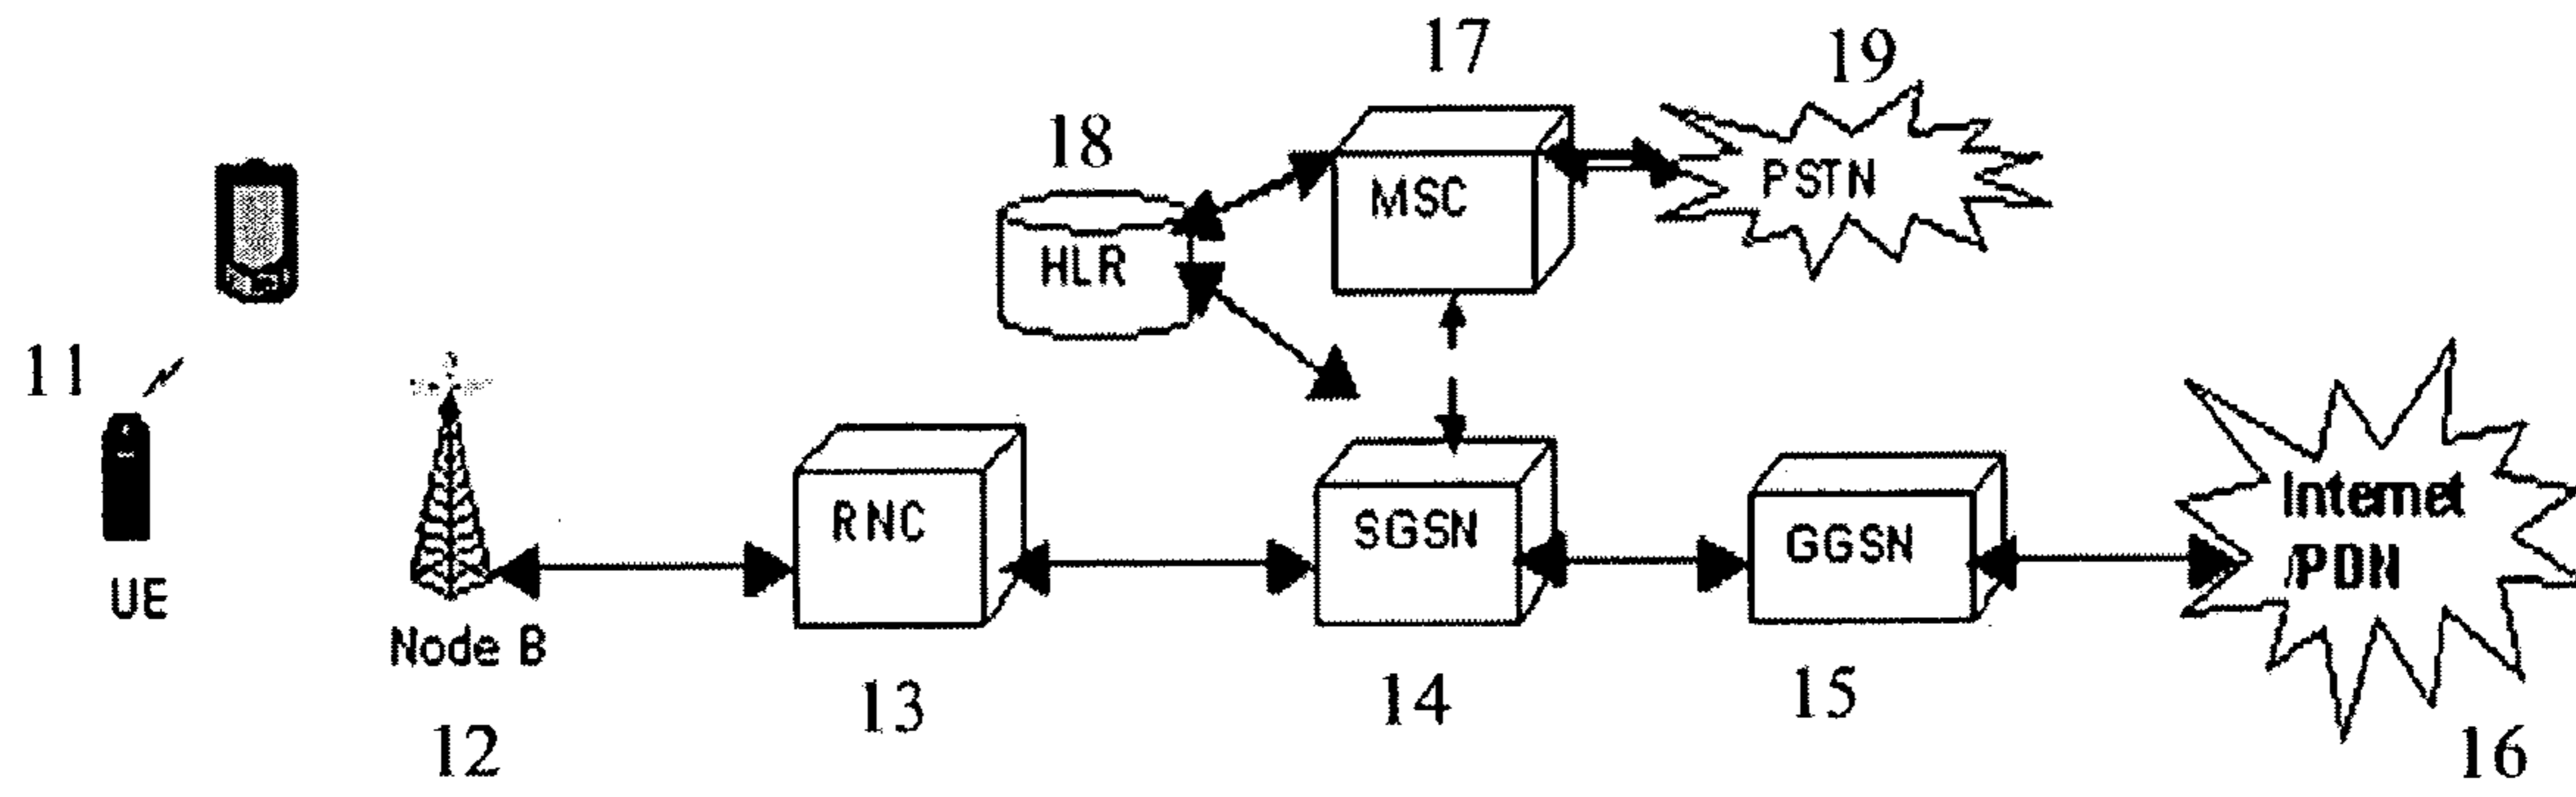 17
19
18
MSC
PSTN
HLR
11
UE
Node B
12
RNC
13
SGSN
14
GGSN
15
Internet
/PDN
16